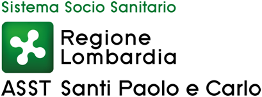 Sistema Socio Sanitario
Regione
Lombardia
ASST Santi Paolo e Carlo